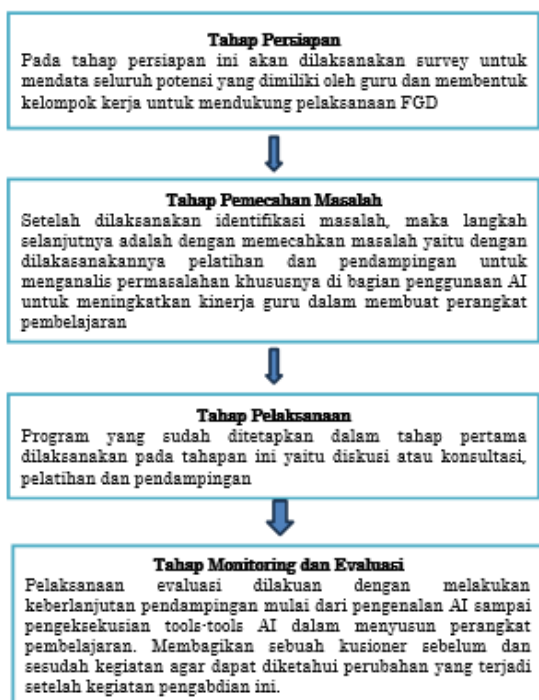 Tahap Persiapan
Pada tahap persiapan ini akan dilaksanakan survey untuk
mendata seluruh potensi yang dimiliki oleh guru dan membentuk
kelompok kerja untuk mendukung pelaksanaan FGD
Tahap Pemecahan Masalah
Setelah dilaksanakan identifikasi masalah, maka langkah
selanjutnya adalah dengan memecahkan masalah yaitu dengan
dilakasanakannya pelatihan dan pendampingan untuk
menganalis permasalahan khususnya di bagian penggunaan AI
untuk meningkatkan kinerja guru dalam membuat perangkat
pembelajaran
Tahap Pelaksanaan
Program yang sudah ditetapkan dalam tahap pertama
dilaksanakan pada tahapan ini yaitu diskusi atau konsultasi,
pelatihan dan pendampingan
Tahap Monitoring dan Evaluasi
Pelaksanaan evaluasi dilakuan dengan melakukan
keberlanjutan pendampingan mulai dari pengenalan AI sampai
pengeksekusian tools-tools AI dalam menyusun perangkat
pembelajaran. Membagikan sebuah kusioner sebelum dan
sesudah kegiatan agar dapat diketahui perubahan yang terjadi
setelah kegiatan pengabdian ini.